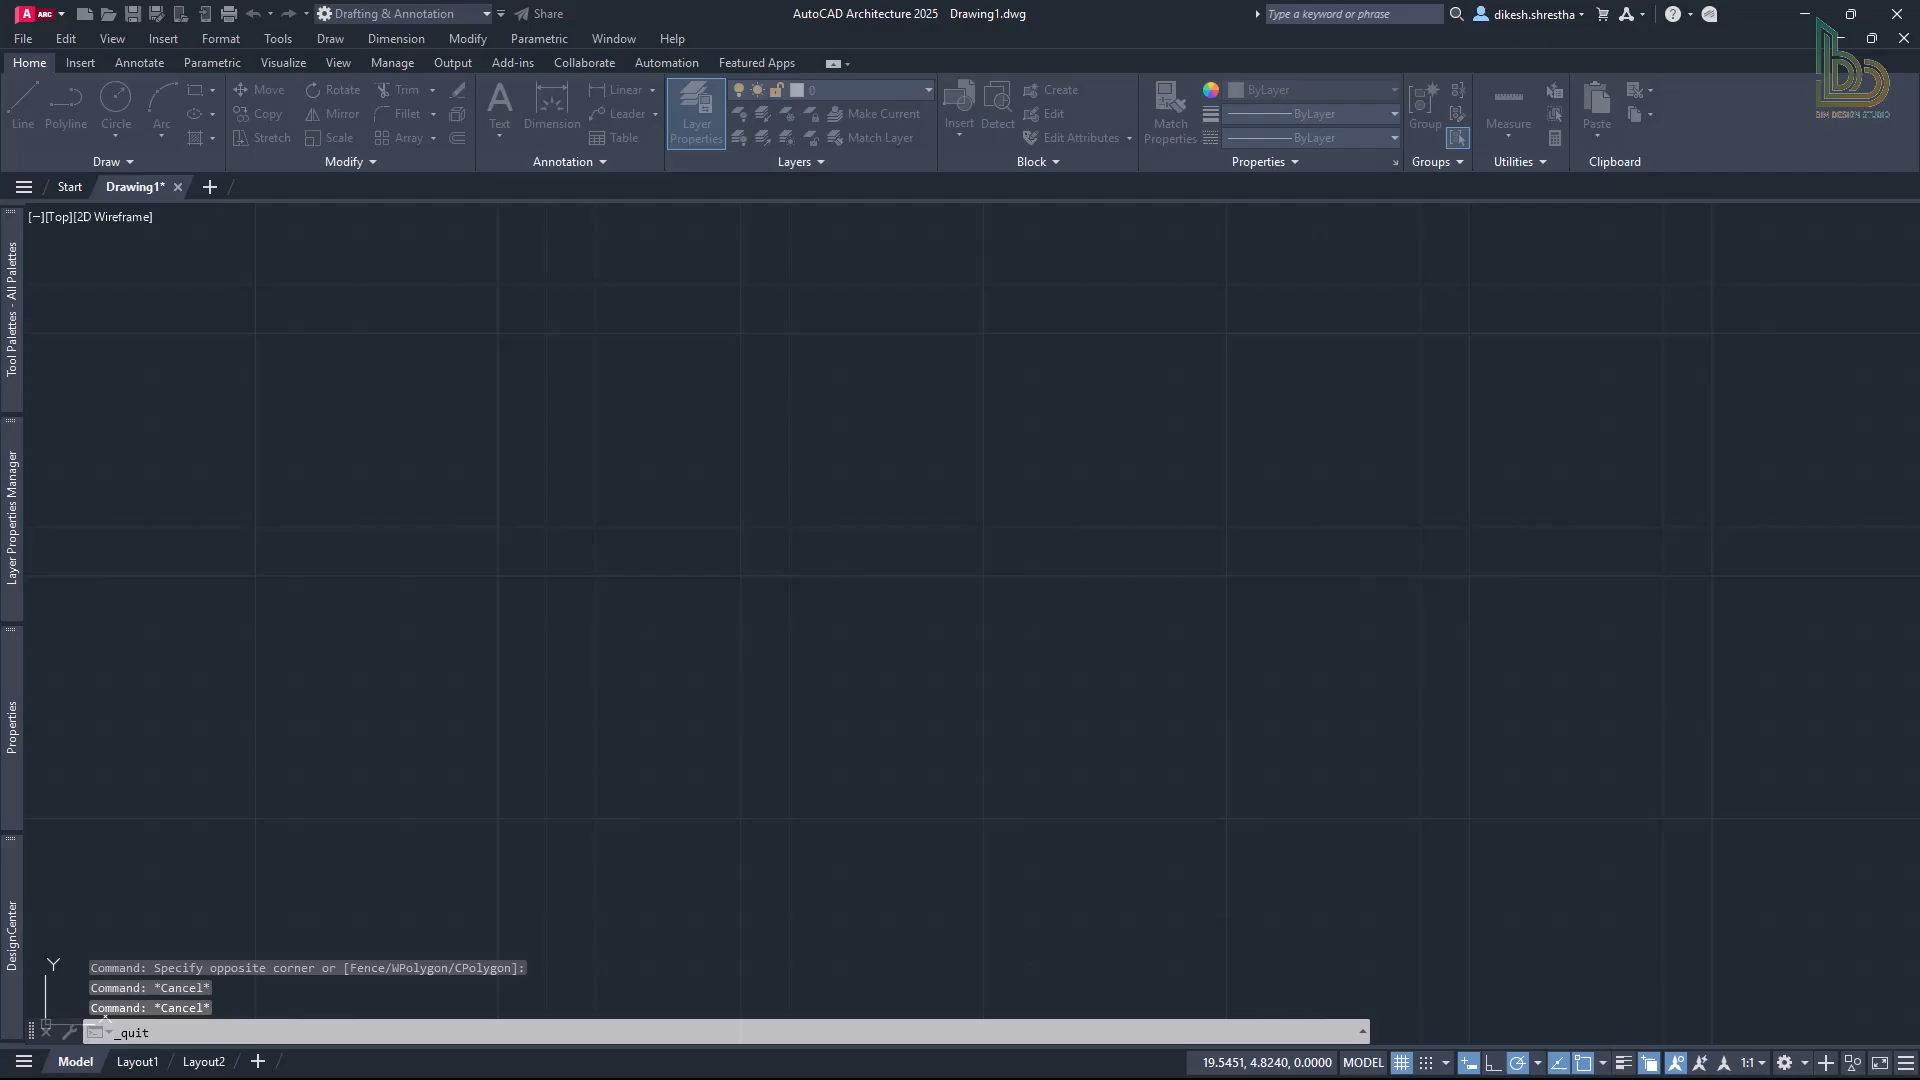 ARC Drafting & Annotation Share AutoCAD Architecture 2025 Drawing1.dwg Type a keyword or phrase dikesh.shrestha
File Edit View Insert Format Tools Draw Dimension Modify Parametric Window Help
Home Insert Annotate Parametric Visualize View Manage Output Add-ins Collaborate Automation Featured Apps
Move Rotate Trim Linear 0 Create ByLayer
Copy Mirror Fillet Leader Make Current Edit ByLayer
Line Polyline Circle Arc Text Dimension Layer Properties Insert Detect Match Properties Group Measure Paste
Stretch Scale Array Table Match Layer Edit Attributes ByLayer
BIM DESIGN STUDIO
Draw Modify Annotation Layers Block Properties Groups Utilities Clipboard
Start Drawing1*
[−][Top][2D Wireframe]
Tool Palettes - All Palettes
Layer Properties Manager
Properties
DesignCenter
Y
Command: Specify opposite corner or [Fence/WPolygon/CPolygon]:
Command: *Cancel*
Command: *Cancel*
_quit
Model Layout1 Layout2 19.5451, 4.8240, 0.0000 MODEL 1:1